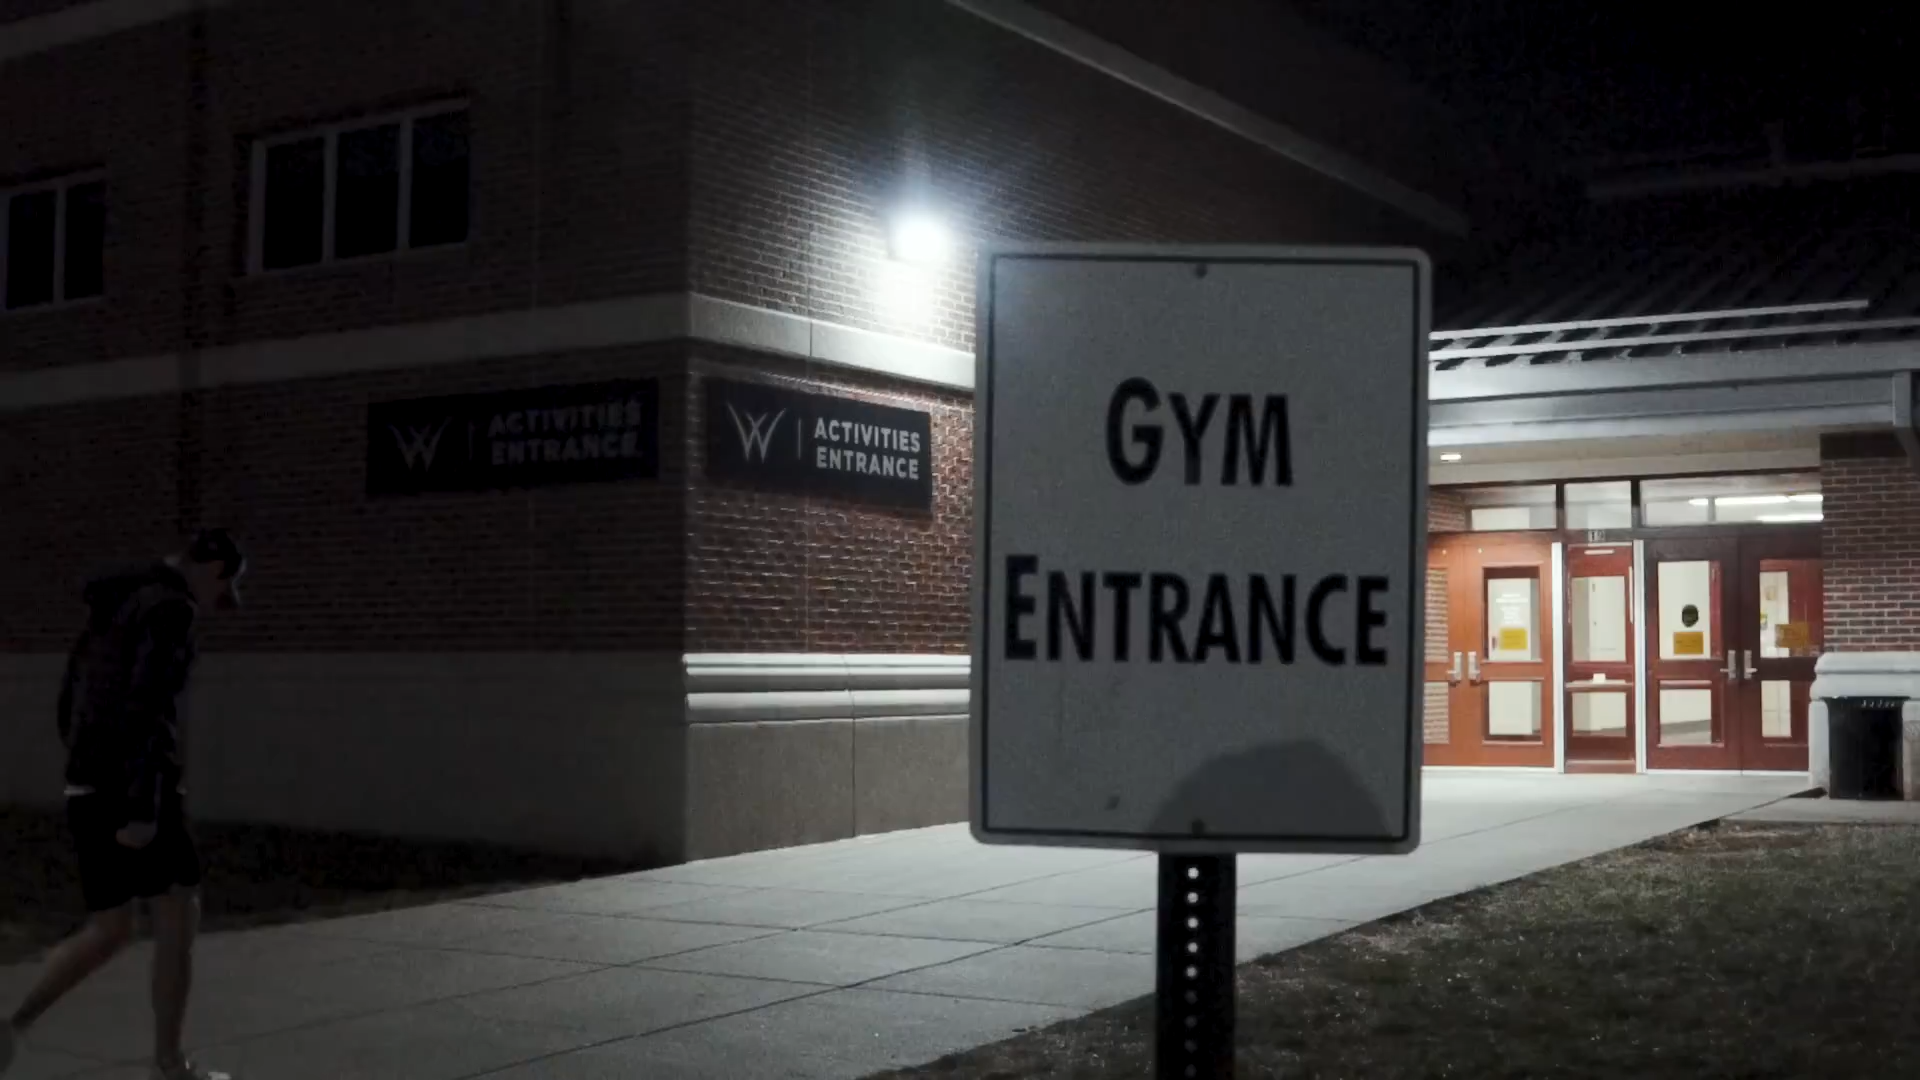 ACTIVITIES
ENTRANCE
W
ACTIVITIES
ENTRANCE
GYM
ENTRANCE